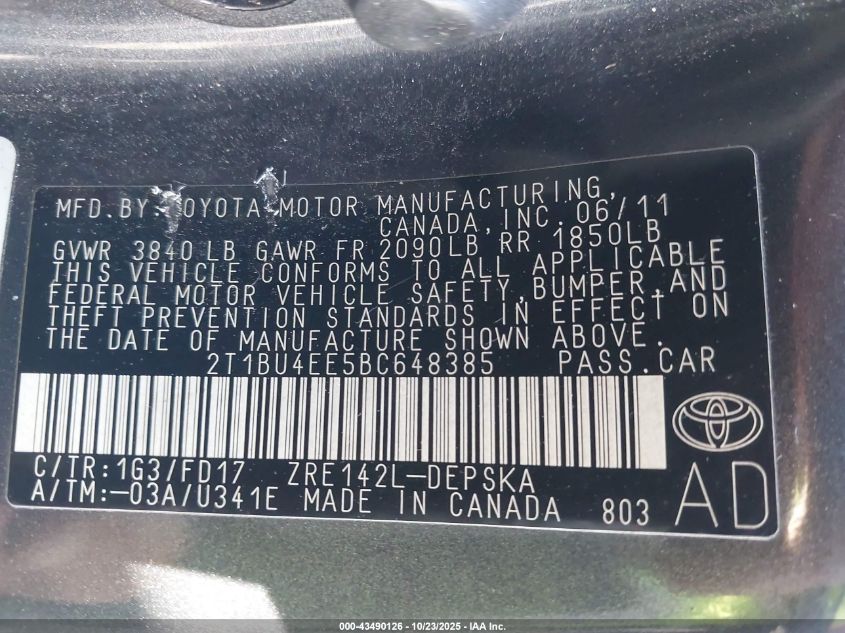 MFD.BY TOYOTA MOTOR MANUFACTURING,
CANADA, INC. 06/11
GVWR 3840 LB GAWR FR 2090LB RR 1850LB
THIS VEHICLE CONFORMS TO ALL APPLICABLE
FEDERAL MOTOR VEHICLE SAFETY, BUMPER, AND
THEFT PREVENTION STANDARDS IN EFFECT ON
THE DATE OF MANUFACTURE SHOWN ABOVE.
2T1BU4EE5BC648385 PASS.CAR
C/TR:1G3/FD17 ZRE142L-DEPSKA
A/TM:-03A/U341E MADE IN CANADA 803
AD
000-43490126 - 10/23/2025 - IAA Inc.